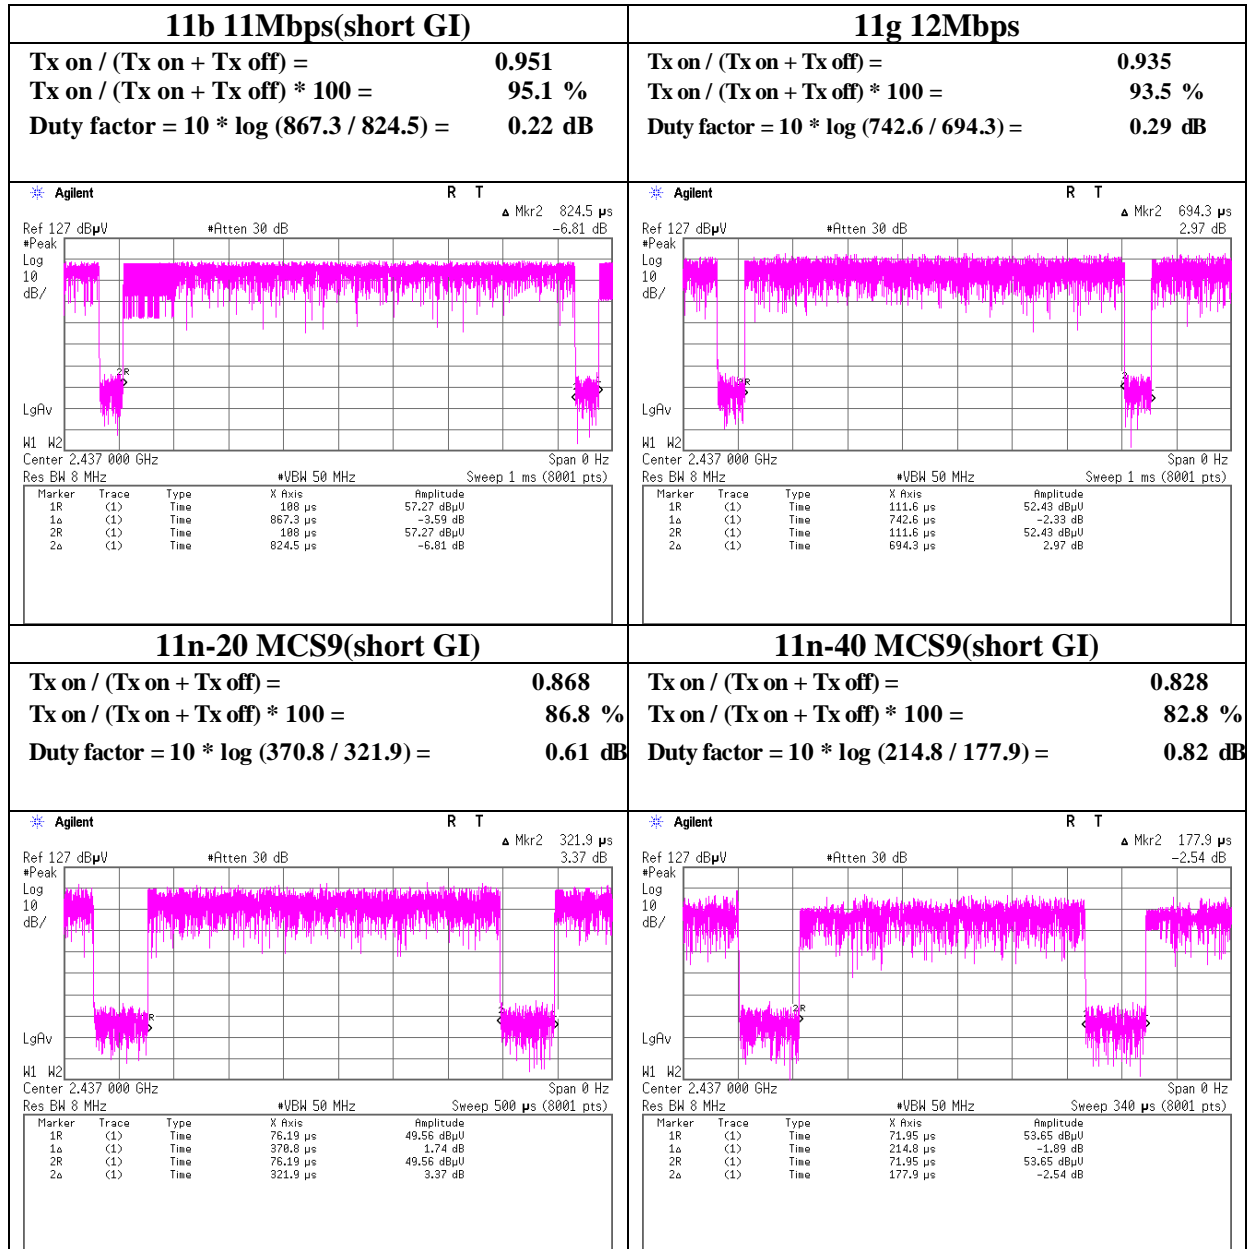 11b 11Mbps(short GI)
Tx on / (Tx on + Tx off) = 0.951
Tx on / (Tx on + Tx off) * 100 = 95.1 %
Duty factor = 10 * log (867.3 / 824.5) = 0.22 dB
Agilent R T
Δ Mkr2 824.5 µs
Ref 127 dBµV #Atten 30 dB -6.81 dB
#Peak
Log
10
dB/
2R
LgAv
W1 W2
Center 2.437 000 GHz Span 0 Hz
Res BW 8 MHz #VBW 50 MHz Sweep 1 ms (8001 pts)
Marker Trace Type X Axis Amplitude
1R (1) Time 108 µs 57.27 dBµV
1Δ (1) Time 867.3 µs -3.59 dB
2R (1) Time 108 µs 57.27 dBµV
2Δ (1) Time 824.5 µs -6.81 dB
11g 12Mbps
Tx on / (Tx on + Tx off) = 0.935
Tx on / (Tx on + Tx off) * 100 = 93.5 %
Duty factor = 10 * log (742.6 / 694.3) = 0.29 dB
Agilent R T
Δ Mkr2 694.3 µs
Ref 127 dBµV #Atten 30 dB 2.97 dB
#Peak
Log
10
dB/
LgAv
W1 W2
Center 2.437 000 GHz Span 0 Hz
Res BW 8 MHz #VBW 50 MHz Sweep 1 ms (8001 pts)
Marker Trace Type X Axis Amplitude
1R (1) Time 111.6 µs 52.43 dBµV
1Δ (1) Time 742.6 µs -2.33 dB
2R (1) Time 111.6 µs 52.43 dBµV
2Δ (1) Time 694.3 µs 2.97 dB
11n-20 MCS9(short GI)
Tx on / (Tx on + Tx off) = 0.868
Tx on / (Tx on + Tx off) * 100 = 86.8 %
Duty factor = 10 * log (370.8 / 321.9) = 0.61 dB
Agilent R T
Δ Mkr2 321.9 µs
Ref 127 dBµV #Atten 30 dB 3.37 dB
#Peak
Log
10
dB/
LgAv
W1 W2
Center 2.437 000 GHz Span 0 Hz
Res BW 8 MHz #VBW 50 MHz Sweep 500 µs (8001 pts)
Marker Trace Type X Axis Amplitude
1R (1) Time 76.19 µs 49.56 dBµV
1Δ (1) Time 370.8 µs 1.74 dB
2R (1) Time 76.19 µs 49.56 dBµV
2Δ (1) Time 321.9 µs 3.37 dB
11n-40 MCS9(short GI)
Tx on / (Tx on + Tx off) = 0.828
Tx on / (Tx on + Tx off) * 100 = 82.8 %
Duty factor = 10 * log (214.8 / 177.9) = 0.82 dB
Agilent R T
Δ Mkr2 177.9 µs
Ref 127 dBµV #Atten 30 dB -2.54 dB
#Peak
Log
10
dB/
2R
LgAv
W1 W2
Center 2.437 000 GHz Span 0 Hz
Res BW 8 MHz #VBW 50 MHz Sweep 340 µs (8001 pts)
Marker Trace Type X Axis Amplitude
1R (1) Time 71.95 µs 53.65 dBµV
1Δ (1) Time 214.8 µs -1.89 dB
2R (1) Time 71.95 µs 53.65 dBµV
2Δ (1) Time 177.9 µs -2.54 dB